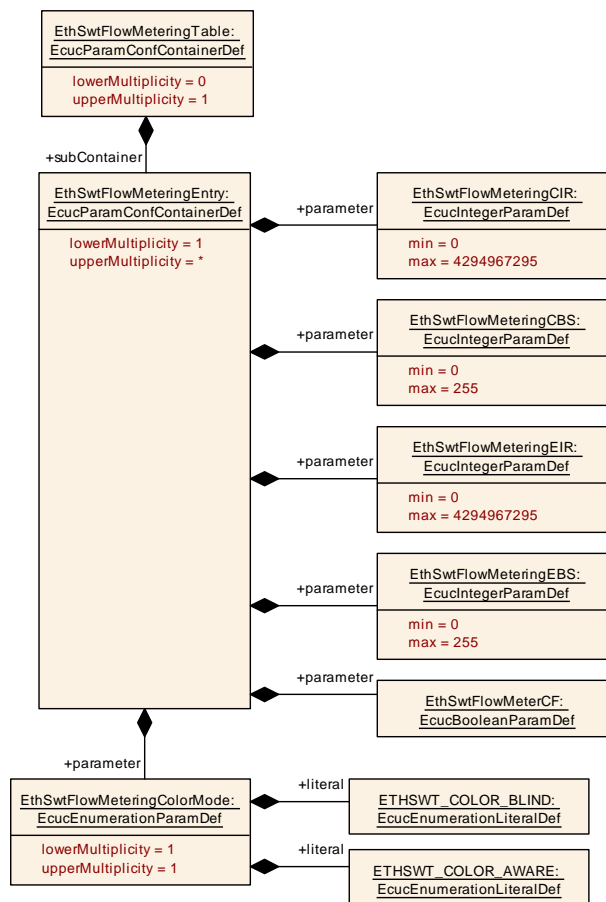 EthSwtFlowMeteringTable:
EcucParamConfContainerDef
lowerMultiplicity = 0
upperMultiplicity = 1
+subContainer
EthSwtFlowMeteringEntry:
EcucParamConfContainerDef
lowerMultiplicity = 1
upperMultiplicity = *
+parameter
EthSwtFlowMeteringCIR:
EcucIntegerParamDef
min = 0
max = 4294967295
+parameter
EthSwtFlowMeteringCBS:
EcucIntegerParamDef
min = 0
max = 255
+parameter
EthSwtFlowMeteringEIR:
EcucIntegerParamDef
min = 0
max = 4294967295
+parameter
EthSwtFlowMeteringEBS:
EcucIntegerParamDef
min = 0
max = 255
+parameter
EthSwtFlowMeterCF:
EcucBooleanParamDef
+parameter
EthSwtFlowMeteringColorMode:
EcucEnumerationParamDef
lowerMultiplicity = 1
upperMultiplicity = 1
+literal
ETHSWT_COLOR_BLIND:
EcucEnumerationLiteralDef
+literal
ETHSWT_COLOR_AWARE:
EcucEnumerationLiteralDef